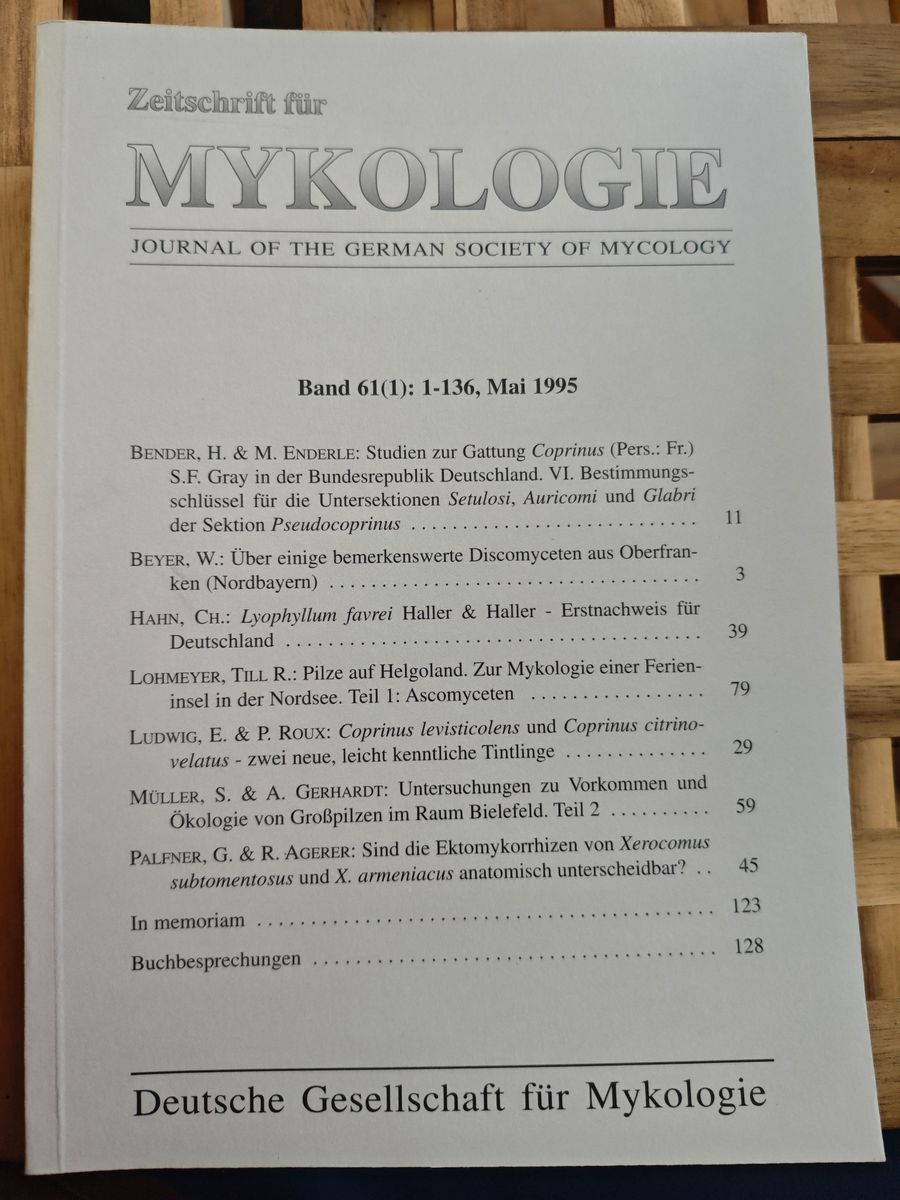 Zeitschrift für
MYKOLOGIE
JOURNAL OF THE GERMAN SOCIETY OF MYCOLOGY
Band 61(1): 1-136, Mai 1995
BENDER, H. & M. ENDERLE: Studien zur Gattung Coprinus (Pers.: Fr.)
S.F. Gray in der Bundesrepublik Deutschland. VI. Bestimmungs-
schlüssel für die Untersektionen Setulosi, Auricomi und Glabri
der Sektion Pseudocoprinus ............................. 11
BEYER, W.: Über einige bemerkenswerte Discomyceten aus Oberfran-
ken (Nordbayern) ..................................... 3
HAHN, CH.: Lyophyllum favrei Haller & Haller - Erstnachweis für
Deutschland .......................................... 39
LOHMEYER, TILL R.: Pilze auf Helgoland. Zur Mykologie einer Ferien-
insel in der Nordsee. Teil 1: Ascomyceten ................. 79
LUDWIG, E. & P. ROUX: Coprinus levisticolens und Coprinus citrino-
velatus - zwei neue, leicht kenntliche Tintlinge .............. 29
MÜLLER, S. & A. GERHARDT: Untersuchungen zu Vorkommen und
Ökologie von Großpilzen im Raum Bielefeld. Teil 2 .......... 59
PALFNER, G. & R. AGERER: Sind die Ektomykorrhizen von Xerocomus
subtomentosus und X. armeniacus anatomisch unterscheidbar? .. 45
In memoriam .............................................. 123
Buchbesprechungen ........................................ 128
Deutsche Gesellschaft für Mykologie